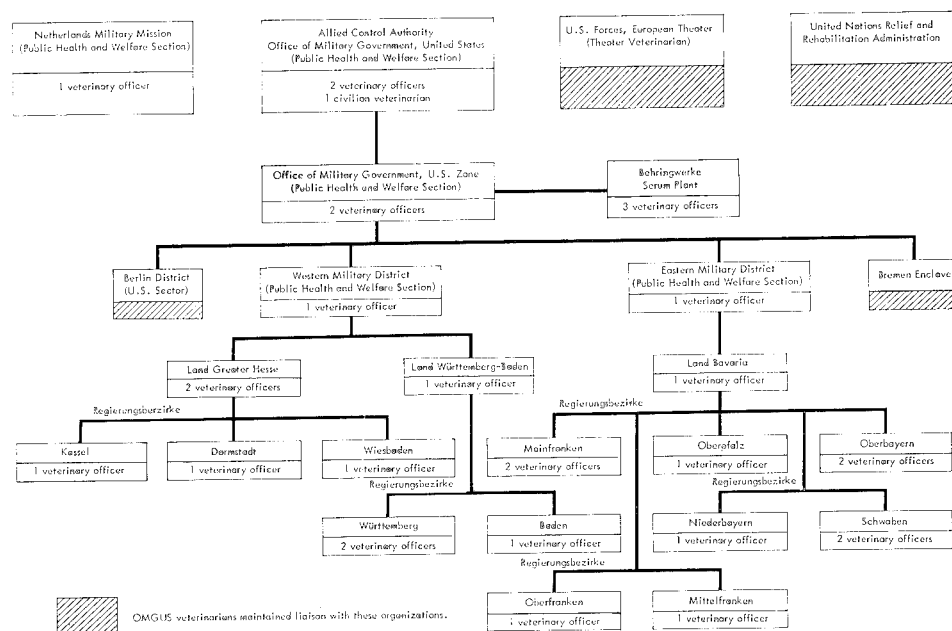 Netherlands Military Mission
(Public Health and Welfare Section)
1 veterinary officer
Allied Control Authority
Office of Military Government, United States
(Public Health and Welfare Section)
2 veterinary officers
1 civilian veterinarian
U.S. Forces, European Theater
(Theater Veterinarian)
United Nations Relief and
Rehabilitation Administration
Office of Military Government, U.S. Zone
(Public Health and Welfare Section)
2 veterinary officers
Behringwerke
Serum Plant
3 veterinary officers
Berlin District
(U.S. Sector)
Western Military District
(Public Health and Welfare Section)
1 veterinary officer
Eastern Military District
(Public Health and Welfare Section)
1 veterinary officer
Bremen Enclave
Land Greater Hesse
2 veterinary officers
Land Württemberg-Baden
1 veterinary officer
Land Bavaria
1 veterinary officer
Regierungsbezirke
Kassel
1 veterinary officer
Darmstadt
1 veterinary officer
Wiesbaden
1 veterinary officer
Regierungsbezirke
Württemberg
2 veterinary officers
Baden
1 veterinary officer
Regierungsbezirke
Mainfranken
2 veterinary officers
Oberpfalz
1 veterinary officer
Oberbayern
2 veterinary officers
Regierungsbezirke
Niederbayern
1 veterinary officer
Schwaben
2 veterinary officers
Regierungsbezirke
Oberfranken
1 veterinary officer
Mittelfranken
1 veterinary officer
OMGUS veterinarians maintained liaison with these organizations.